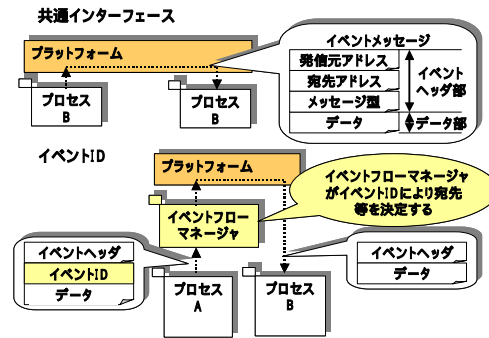 共通インターフェース
プラットフォーム
プロセス
B
プロセス
B
イベントメッセージ
発信元アドレス
宛先アドレス
メッセージ型
データ
イベント
ヘッダ部
データ部
イベントID
プラットフォーム
イベントフロー
マネージャ
イベントフローマネージャ
がイベントIDにより宛先
等を決定する
イベントヘッダ
イベントID
データ
プロセス
A
プロセス
B
イベントヘッダ
データ